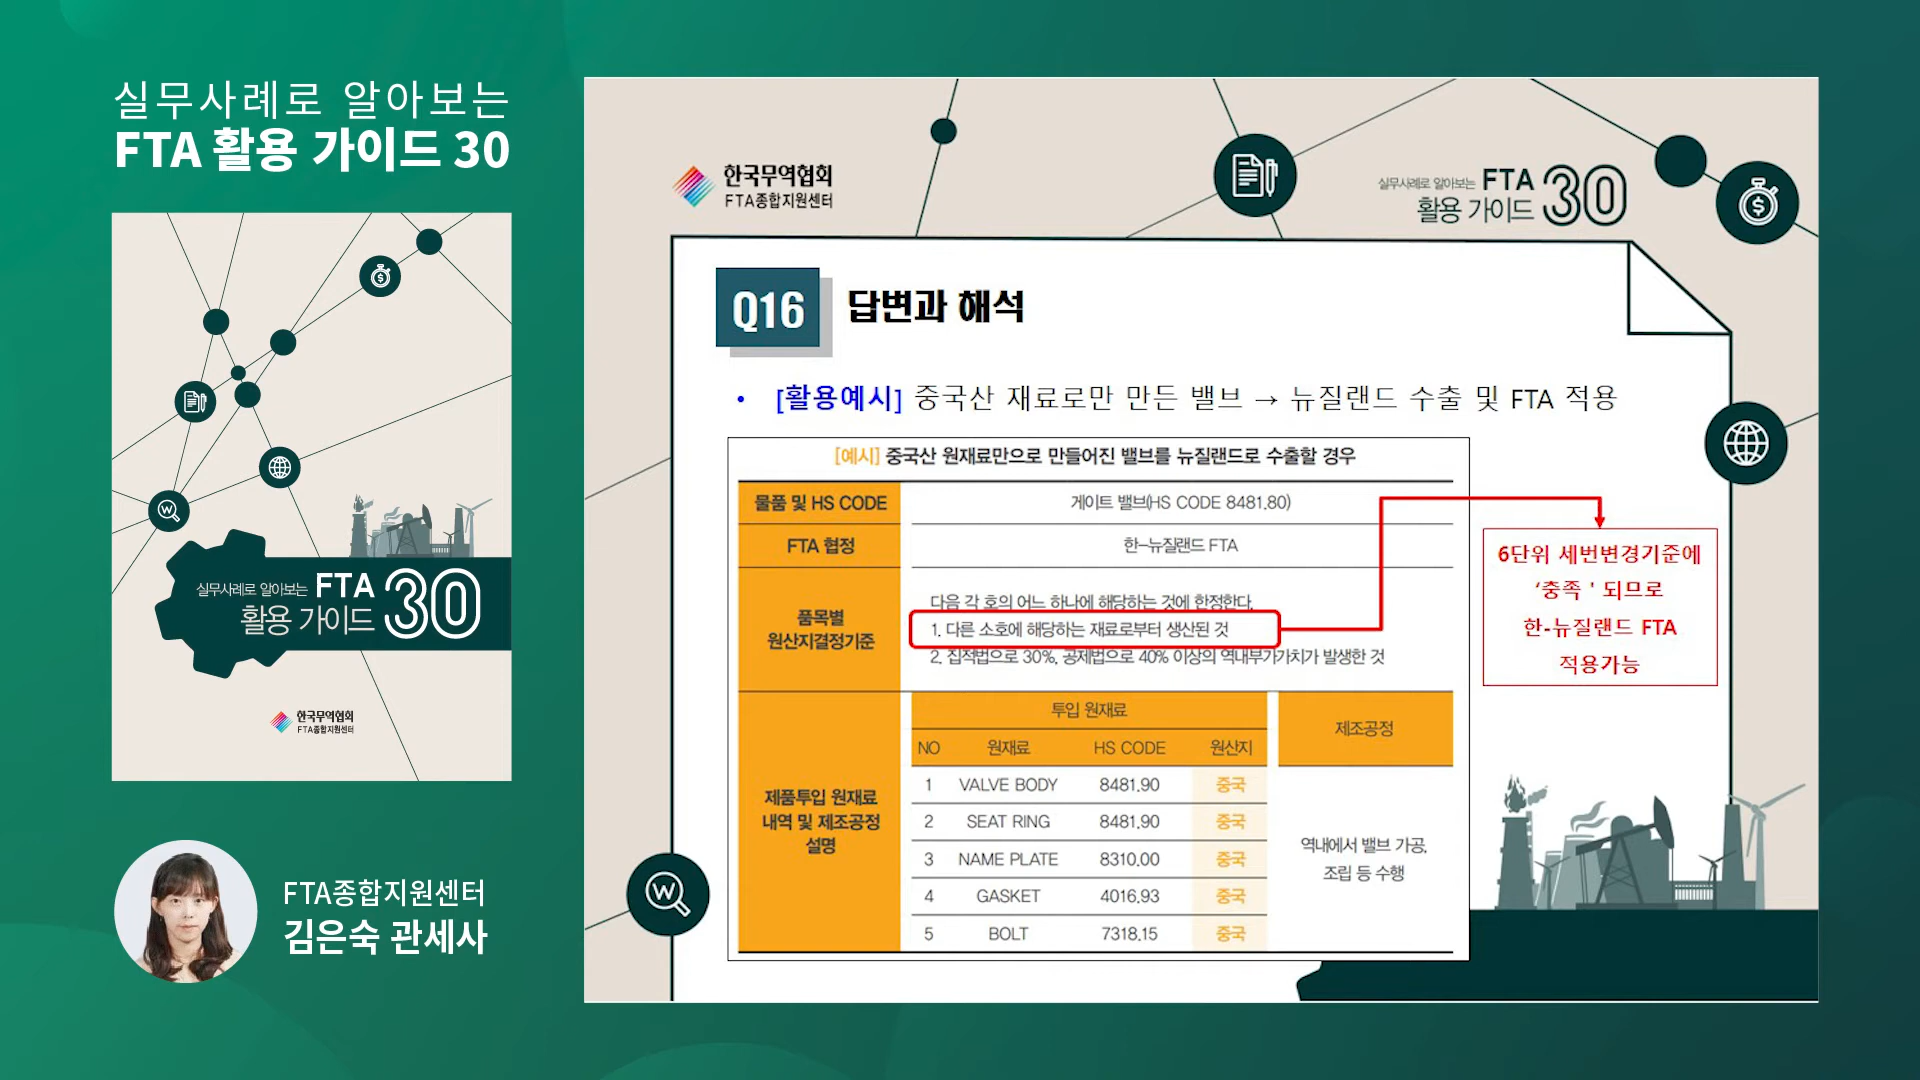 실무사례로 알아보는
FTA 활용 가이드 30
실무사례로 알아보는 FTA 30
활용 가이드
한국무역협회
FTA종합지원센터
FTA종합지원센터
김은숙 관세사
한국무역협회
FTA종합지원센터
실무사례로 알아보는 FTA 30
활용 가이드
Q16 답변과 해석
• [활용예시] 중국산 재료로만 만든 밸브 → 뉴질랜드 수출 및 FTA 적용
[예시] 중국산 원재료만으로 만들어진 밸브를 뉴질랜드로 수출할 경우
물품 및 HS CODE 게이트 밸브(HS CODE 8481.80)
FTA 협정 한-뉴질랜드 FTA
품목별
원산지결정기준
다음 각 호의 어느 하나에 해당하는 것에 한정한다.
1. 다른 소호에 해당하는 재료로부터 생산된 것
2. 집적법으로 30%, 공제법으로 40% 이상의 역내부가가치가 발생한 것
6단위 세번변경기준에
‘충족 ' 되므로
한-뉴질랜드 FTA
적용가능
제품투입 원재료
내역 및 제조공정
설명
투입 원재료 제조공정
NO 원재료 HS CODE 원산지
1 VALVE BODY 8481.90 중국
2 SEAT RING 8481.90 중국
3 NAME PLATE 8310.00 중국
4 GASKET 4016.93 중국
5 BOLT 7318.15 중국
역내에서 밸브 가공,
조립 등 수행